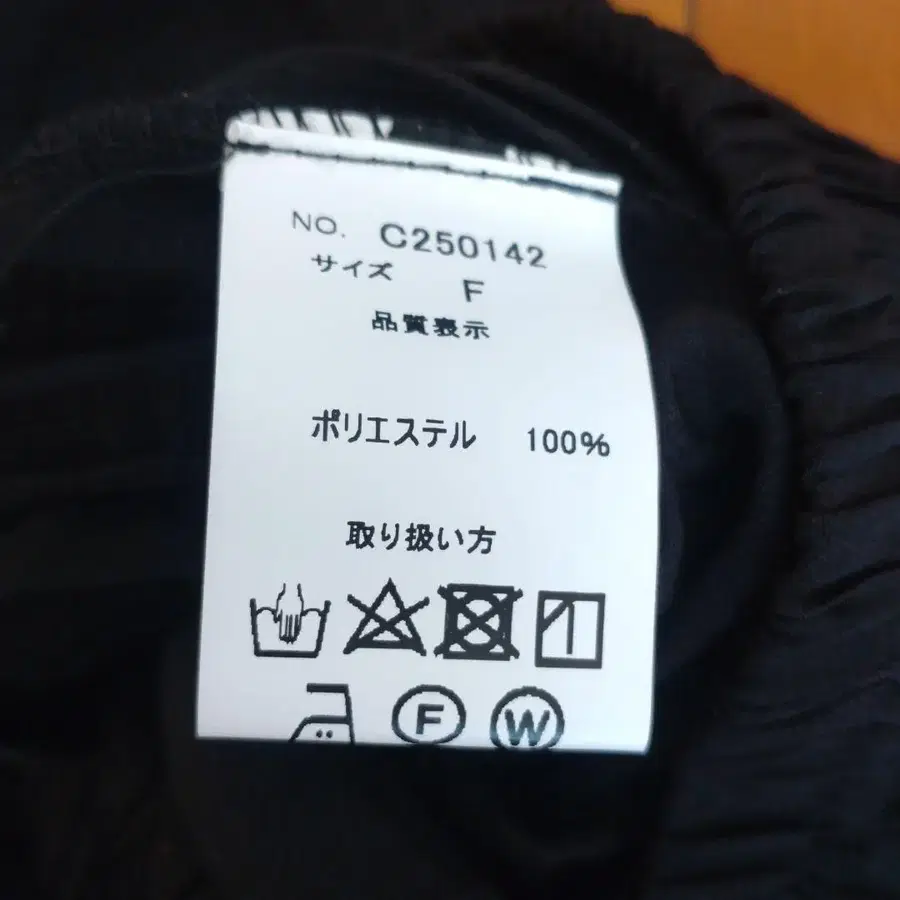 NO. C250142
サイズ F
品質表示
ポリエステル 100%
取り扱い方
F W